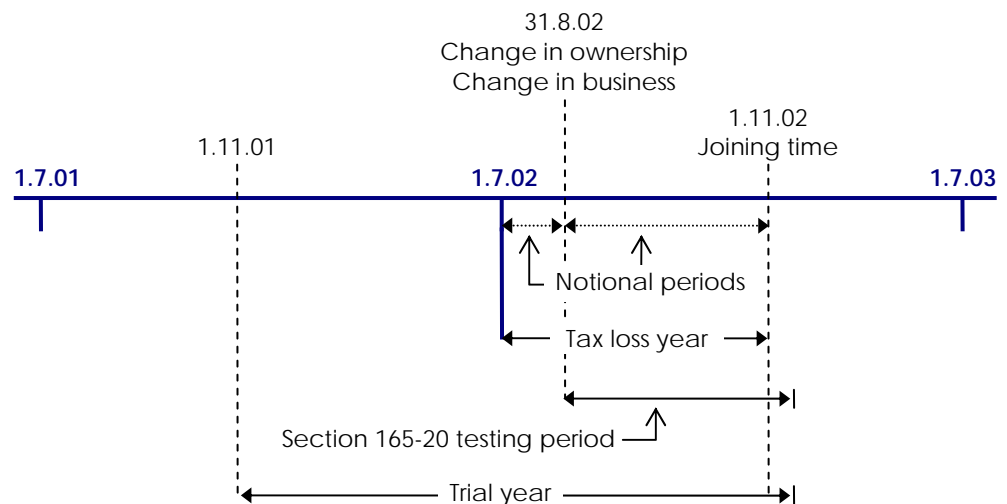 31.8.02
Change in ownership
Change in business
1.11.02
Joining time
1.11.01
1.7.01
1.7.02
1.7.03
Notional periods
Tax loss year
Section 165-20 testing period
Trial year